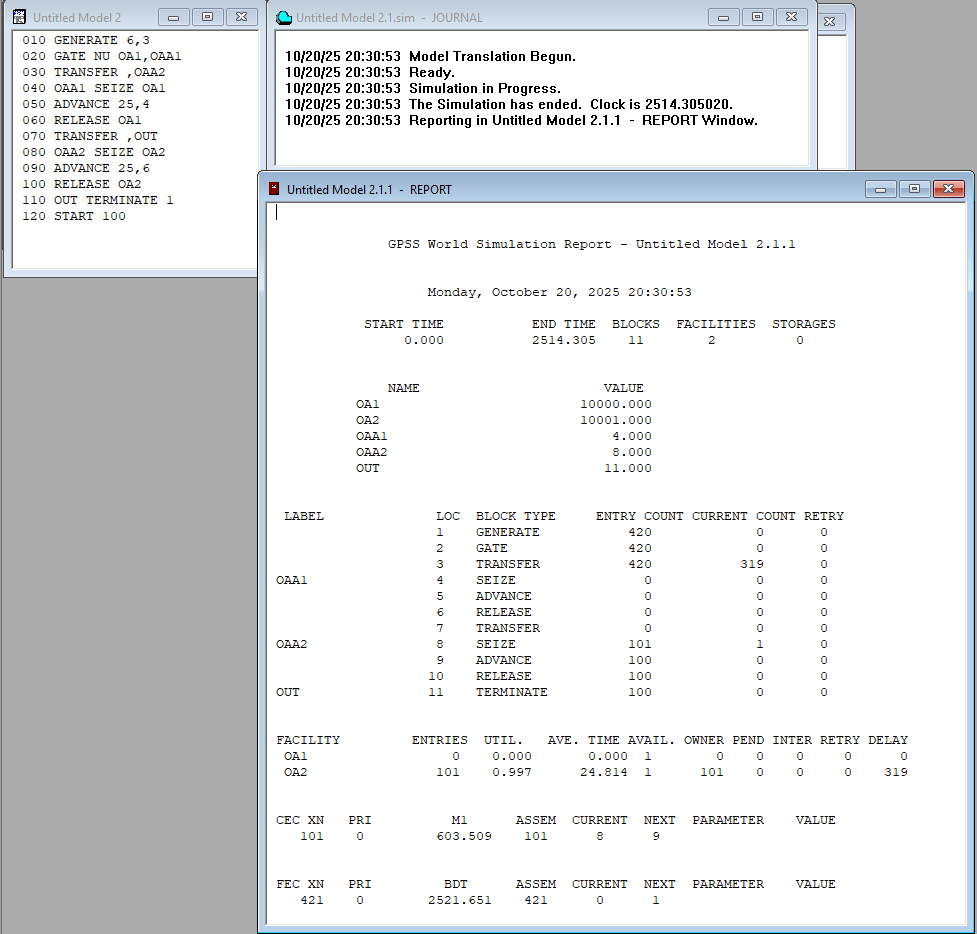 Untitled Model 2
010 GENERATE 6,3
020 GATE NU OA1,OAA1
030 TRANSFER ,OAA2
040 OAA1 SEIZE OA1
050 ADVANCE 25,4
060 RELEASE OA1
070 TRANSFER ,OUT
080 OAA2 SEIZE OA2
090 ADVANCE 25,6
100 RELEASE OA2
110 OUT TERMINATE 1
120 START 100
Untitled Model 2.1.sim - JOURNAL
10/20/25 20:30:53 Model Translation Begun.
10/20/25 20:30:53 Ready.
10/20/25 20:30:53 Simulation in Progress.
10/20/25 20:30:53 The Simulation has ended. Clock is 2514.305020.
10/20/25 20:30:53 Reporting in Untitled Model 2.1.1 - REPORT Window.
Untitled Model 2.1.1 - REPORT
GPSS World Simulation Report - Untitled Model 2.1.1
Monday, October 20, 2025 20:30:53
START TIME END TIME BLOCKS FACILITIES STORAGES
0.000 2514.305 11 2 0
NAME VALUE
OA1 10000.000
OA2 10001.000
OAA1 4.000
OAA2 8.000
OUT 11.000
LABEL LOC BLOCK TYPE ENTRY COUNT CURRENT COUNT RETRY
1 GENERATE 420 0 0
2 GATE 420 0 0
3 TRANSFER 420 319 0
OAA1 4 SEIZE 0 0 0
5 ADVANCE 0 0 0
6 RELEASE 0 0 0
7 TRANSFER 0 0 0
OAA2 8 SEIZE 101 1 0
9 ADVANCE 100 0 0
10 RELEASE 100 0 0
OUT 11 TERMINATE 100 0 0
FACILITY ENTRIES UTIL. AVE. TIME AVAIL. OWNER PEND INTER RETRY DELAY
OA1 0 0.000 0.000 1 0 0 0 0 0
OA2 101 0.997 24.814 1 101 0 0 0 319
CEC XN PRI M1 ASSEM CURRENT NEXT PARAMETER VALUE
101 0 603.509 101 8 9
FEC XN PRI BDT ASSEM CURRENT NEXT PARAMETER VALUE
421 0 2521.651 421 0 1